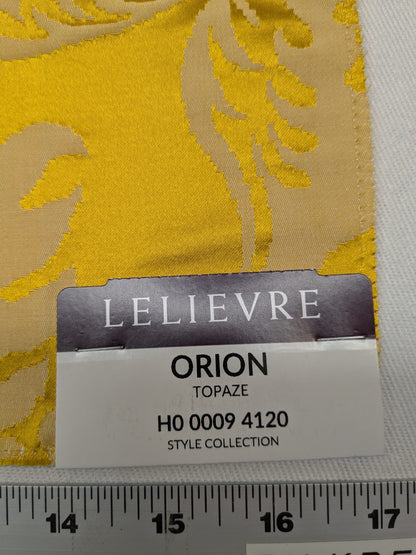 LELIEVRE
ORION
TOPAZE
H0 0009 4120
STYLE COLLECTION
14 15 16 17